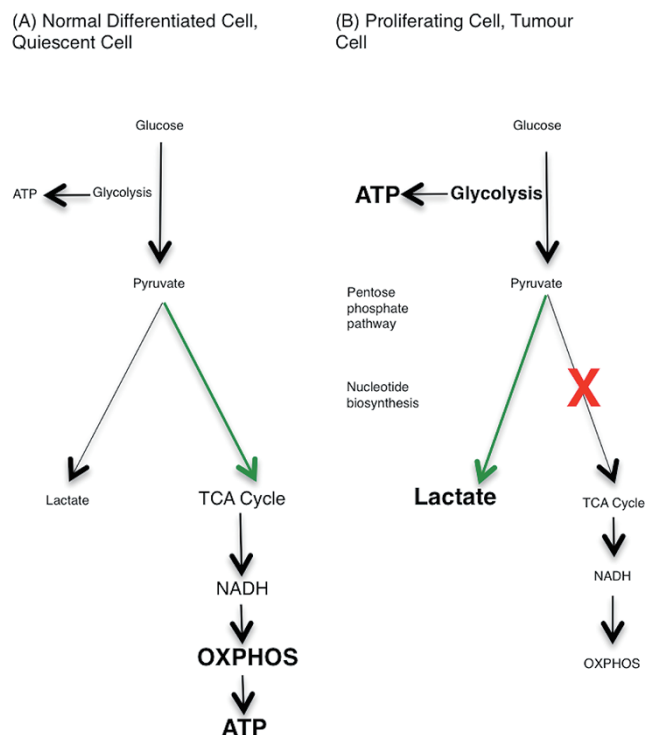 (A) Normal Differentiated Cell,
Quiescent Cell
Glucose
ATP
Glycolysis
Pyruvate
Lactate
TCA Cycle
NADH
OXPHOS
ATP
(B) Proliferating Cell, Tumour
Cell
Glucose
ATP
Glycolysis
Pyruvate
Pentose
phosphate
pathway
Nucleotide
biosynthesis
X
Lactate
TCA Cycle
NADH
OXPHOS